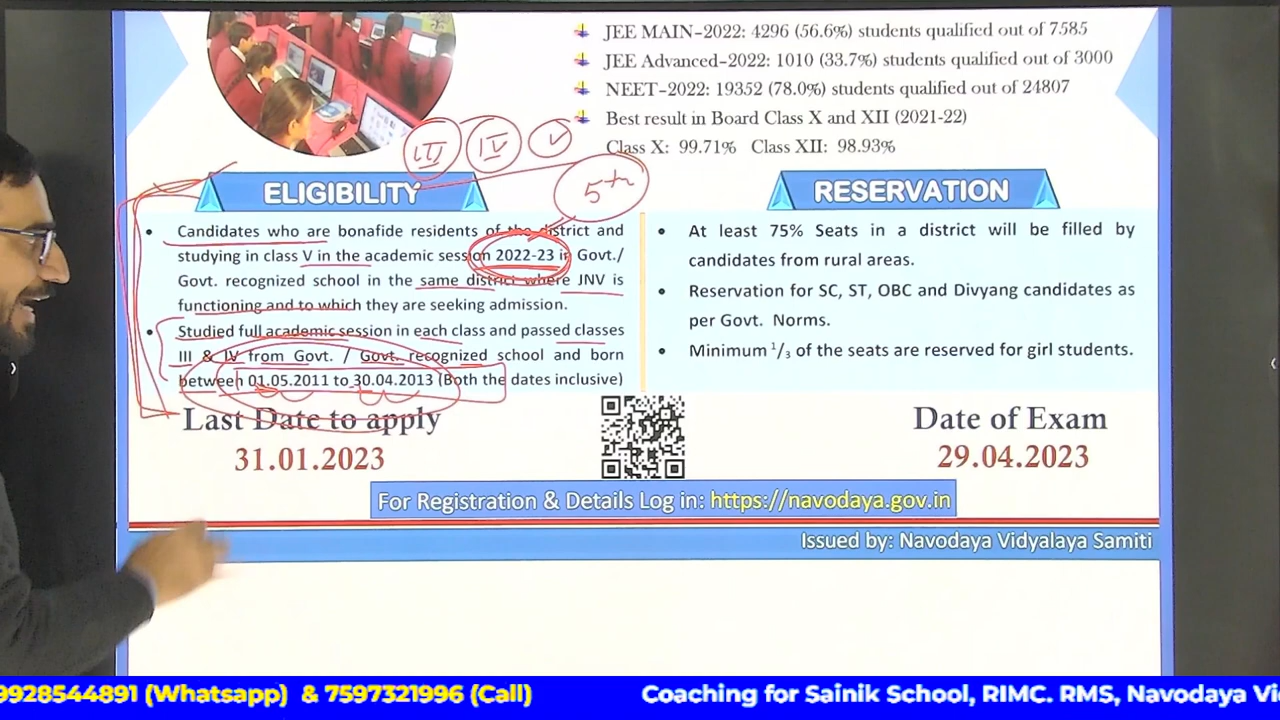 JEE MAIN-2022: 4296 (56.6%) students qualified out of 7585
JEE Advanced-2022: 1010 (33.7%) students qualified out of 3000
NEET-2022: 19352 (78.0%) students qualified out of 24807
Best result in Board Class X and XII (2021-22)
Class X: 99.71% Class XII: 98.93%
III IV V
5th
ELIGIBILITY
• Candidates who are bonafide residents of the district and
studying in class V in the academic session 2022-23 in Govt./
Govt. recognized school in the same district where JNV is
functioning and to which they are seeking admission.
• Studied full academic session in each class and passed classes
III & IV from Govt. / Govt. recognized school and born
between 01.05.2011 to 30.04.2013 (Both the dates inclusive)
RESERVATION
• At least 75% Seats in a district will be filled by
candidates from rural areas.
• Reservation for SC, ST, OBC and Divyang candidates as
per Govt. Norms.
• Minimum 1/3 of the seats are reserved for girl students.
Last Date to apply
31.01.2023
Date of Exam
29.04.2023
For Registration & Details Log in: https://navodaya.gov.in
Issued by: Navodaya Vidyalaya Samiti
9928544891 (Whatsapp) & 7597321996 (Call) Coaching for Sainik School, RIMC. RMS, Navodaya Vi